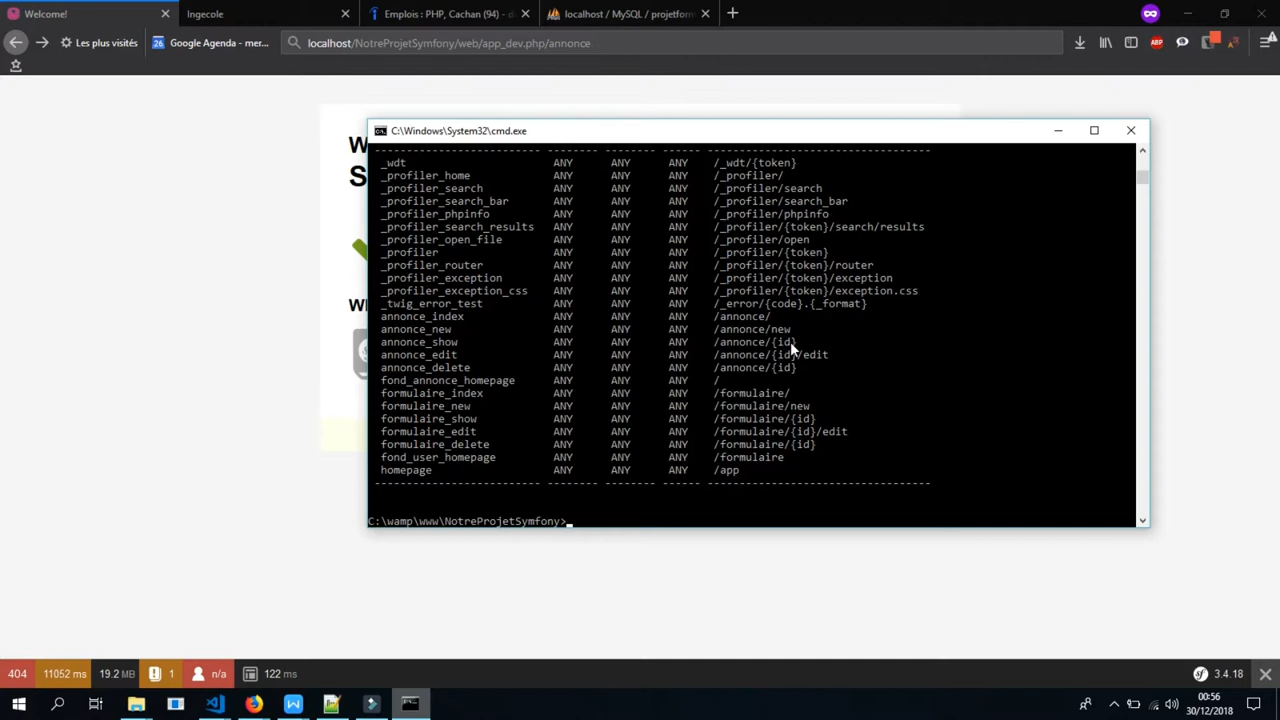 Welcome!
Ingecole
Emplois : PHP, Cachan (94) - d
localhost / MySQL / projetform
Les plus visités
26 Google Agenda - mer...
localhost/NotreProjetSymfony/web/app_dev.php/annonce
ABP
W
S
WI
C:\Windows\System32\cmd.exe
------------------------- -------- -------- ------ -----------------------------------
_wdt ANY ANY ANY /_wdt/{token}
_profiler_home ANY ANY ANY /_profiler/
_profiler_search ANY ANY ANY /_profiler/search
_profiler_search_bar ANY ANY ANY /_profiler/search_bar
_profiler_phpinfo ANY ANY ANY /_profiler/phpinfo
_profiler_search_results ANY ANY ANY /_profiler/{token}/search/results
_profiler_open_file ANY ANY ANY /_profiler/open
_profiler ANY ANY ANY /_profiler/{token}
_profiler_router ANY ANY ANY /_profiler/{token}/router
_profiler_exception ANY ANY ANY /_profiler/{token}/exception
_profiler_exception_css ANY ANY ANY /_profiler/{token}/exception.css
_twig_error_test ANY ANY ANY /_error/{code}.{_format}
annonce_index ANY ANY ANY /annonce/
annonce_new ANY ANY ANY /annonce/new
annonce_show ANY ANY ANY /annonce/{id}
annonce_edit ANY ANY ANY /annonce/{id}/edit
annonce_delete ANY ANY ANY /annonce/{id}
fond_annonce_homepage ANY ANY ANY /
formulaire_index ANY ANY ANY /formulaire/
formulaire_new ANY ANY ANY /formulaire/new
formulaire_show ANY ANY ANY /formulaire/{id}
formulaire_edit ANY ANY ANY /formulaire/{id}/edit
formulaire_delete ANY ANY ANY /formulaire/{id}
fond_user_homepage ANY ANY ANY /formulaire
homepage ANY ANY ANY /app
------------------------- -------- -------- ------ -----------------------------------
C:\wamp\www\NotreProjetSymfony>_
404 11052 ms 19.2 MB 1 n/a 122 ms sf 3.4.18
00:56
30/12/2018